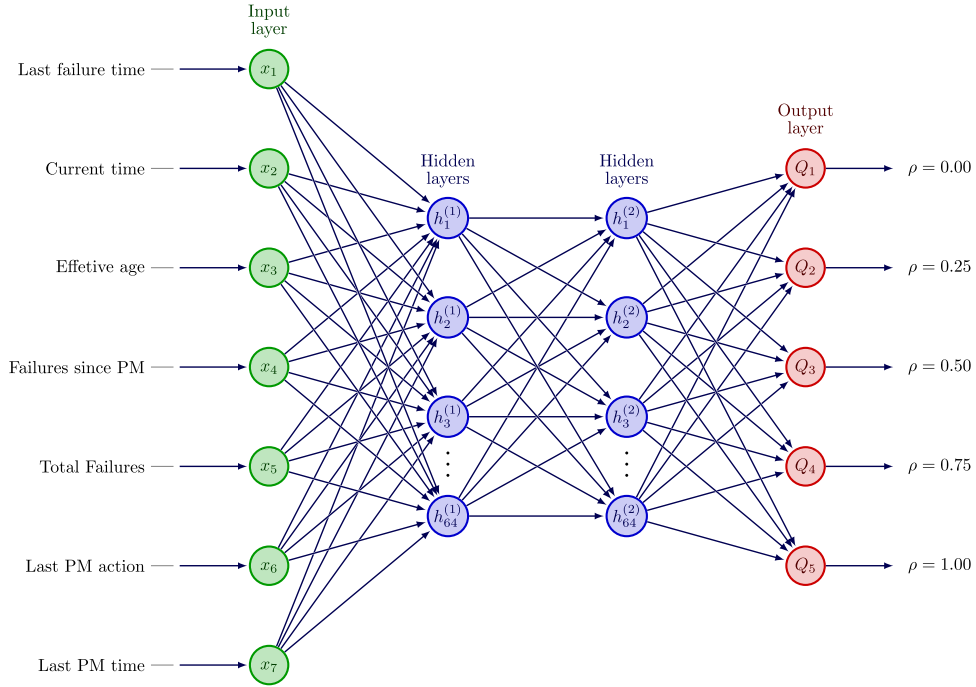 Input
layer
Last failure time
x₁
Current time
x₂
Effetive age
x₃
Failures since PM
x₄
Total Failures
x₅
Last PM action
x₆
Last PM time
x₇
Hidden
layers
h₁⁽¹⁾
h₂⁽¹⁾
h₃⁽¹⁾
h₆₄⁽¹⁾
Hidden
layers
h₁⁽²⁾
h₂⁽²⁾
h₃⁽²⁾
h₆₄⁽²⁾
Output
layer
Q₁
ρ = 0.00
Q₂
ρ = 0.25
Q₃
ρ = 0.50
Q₄
ρ = 0.75
Q₅
ρ = 1.00